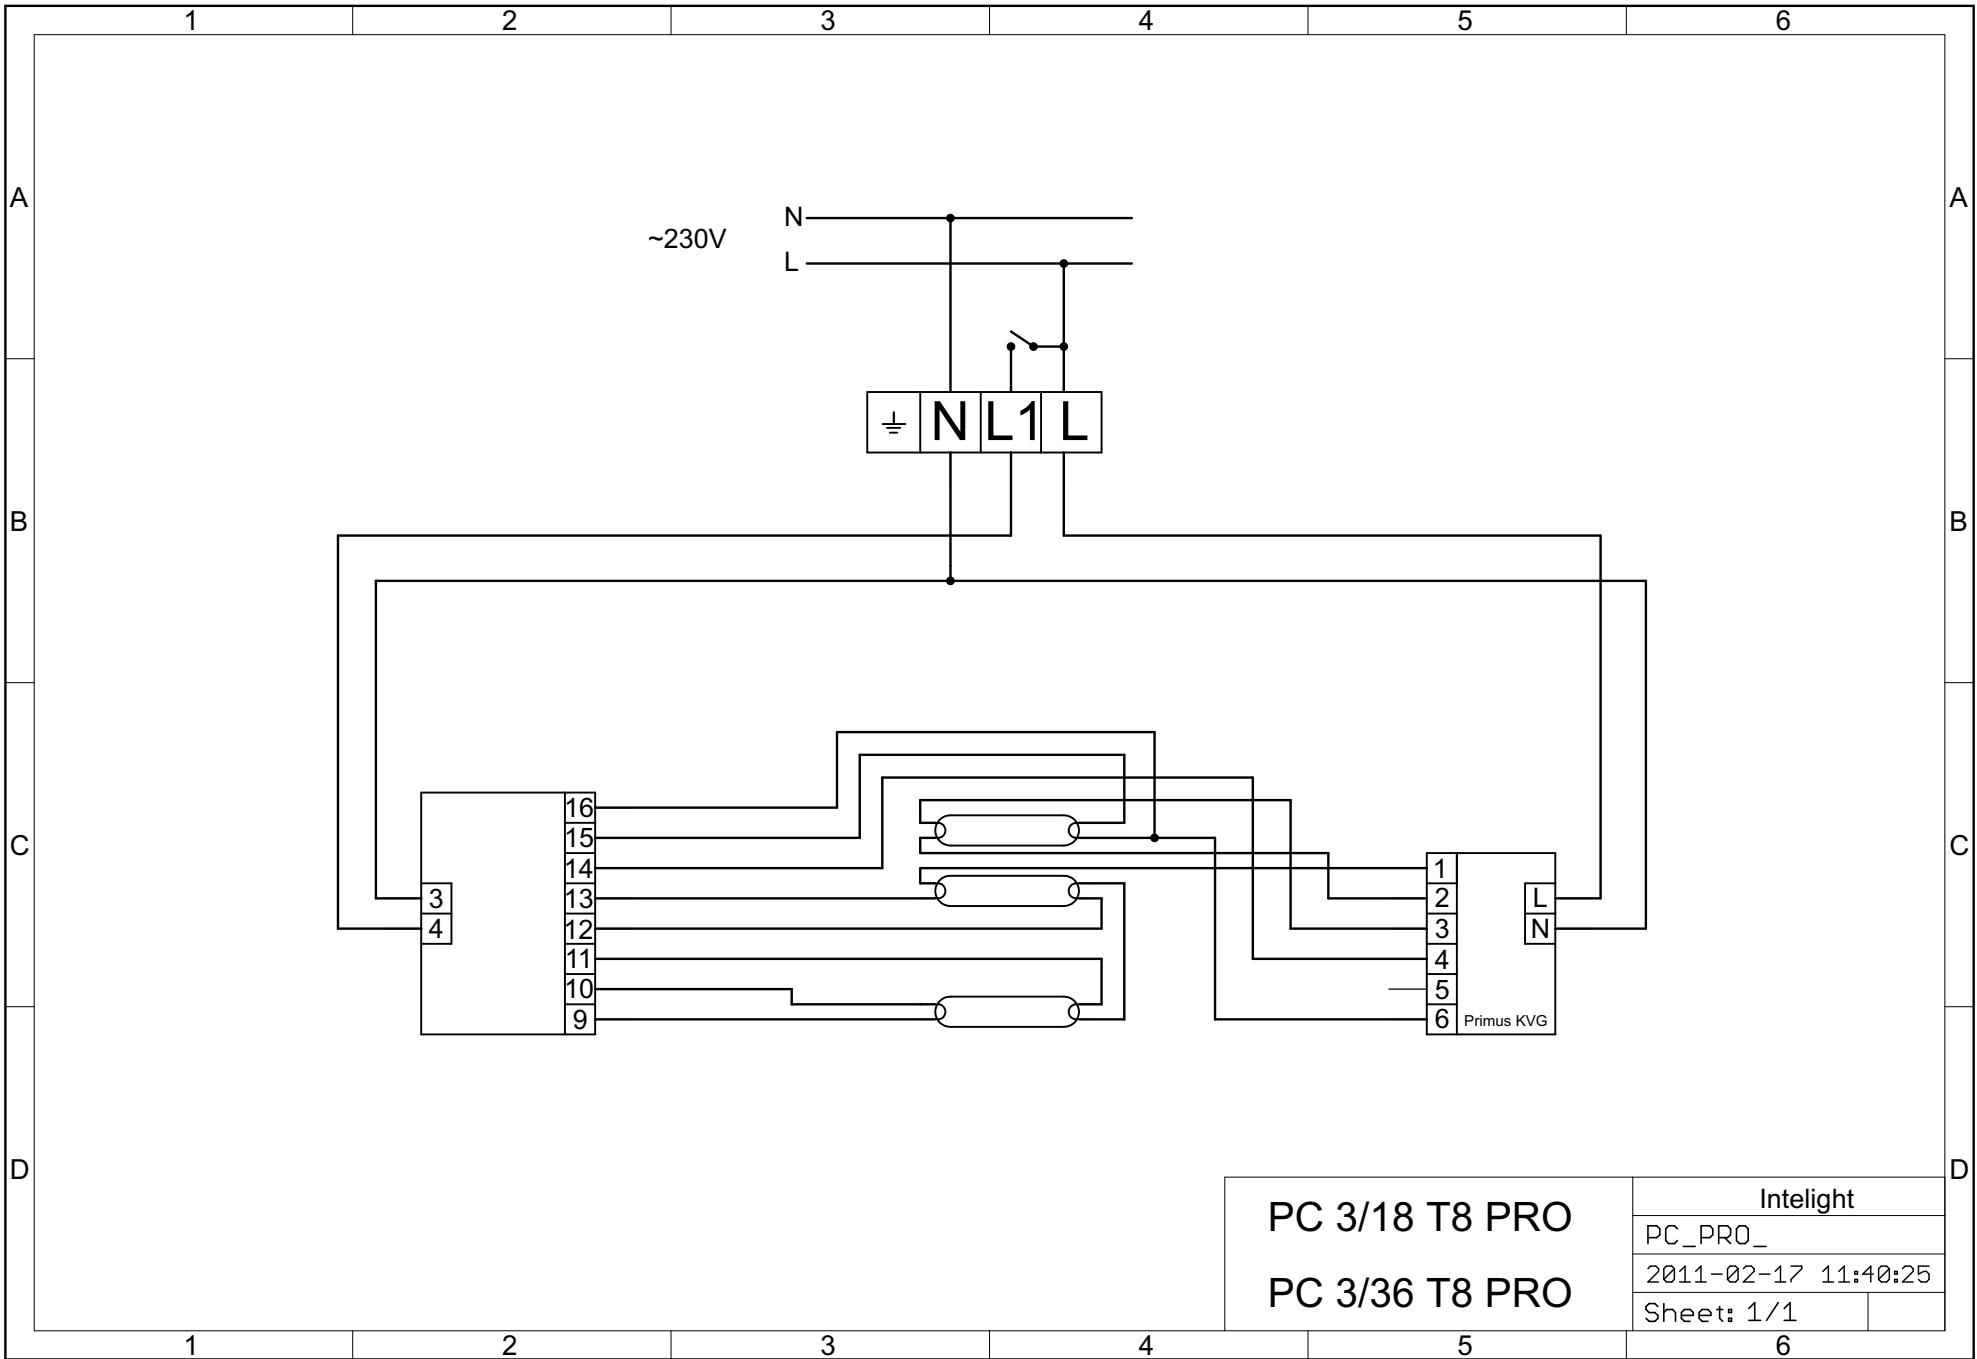 1 2 3 4 5 6
A A
N
~230V
L
N L1 L
B B
C C
16
15
14
13
12
11
10
9
3
4
1
2
3
4
5
6
L
N
Primus KVG
D D
PC 3/18 T8 PRO
PC 3/36 T8 PRO
Intelight
PC_PRO_
2011-02-17 11:40:25
Sheet: 1/1
1 2 3 4 5 6